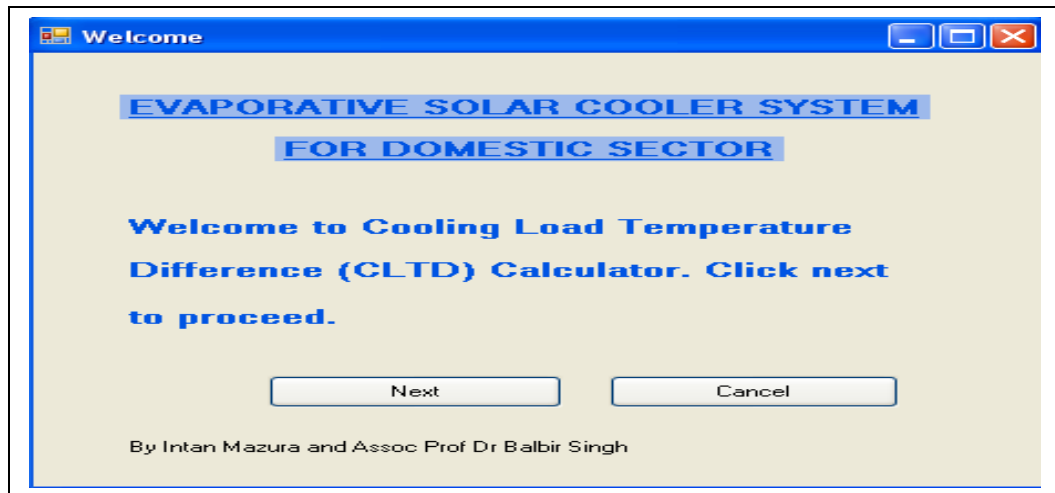 Welcome
EVAPORATIVE SOLAR COOLER SYSTEM
FOR DOMESTIC SECTOR
Welcome to Cooling Load Temperature
Difference (CLTD) Calculator. Click next
to proceed.
Next Cancel
By Intan Mazura and Assoc Prof Dr Balbir Singh